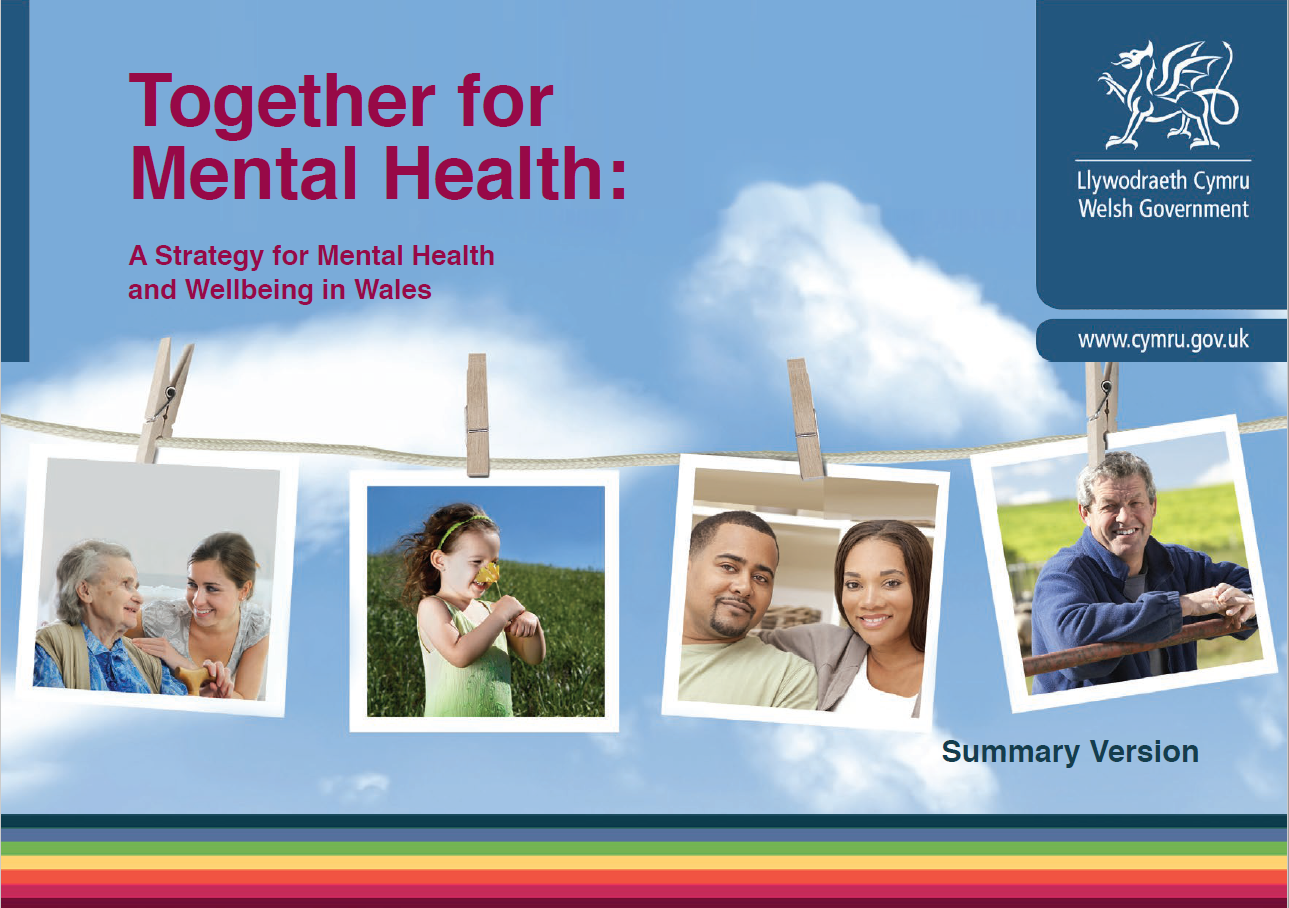 Together for
Mental Health:
A Strategy for Mental Health
and Wellbeing in Wales
Llywodraeth Cymru
Welsh Government
www.cymru.gov.uk
Summary Version